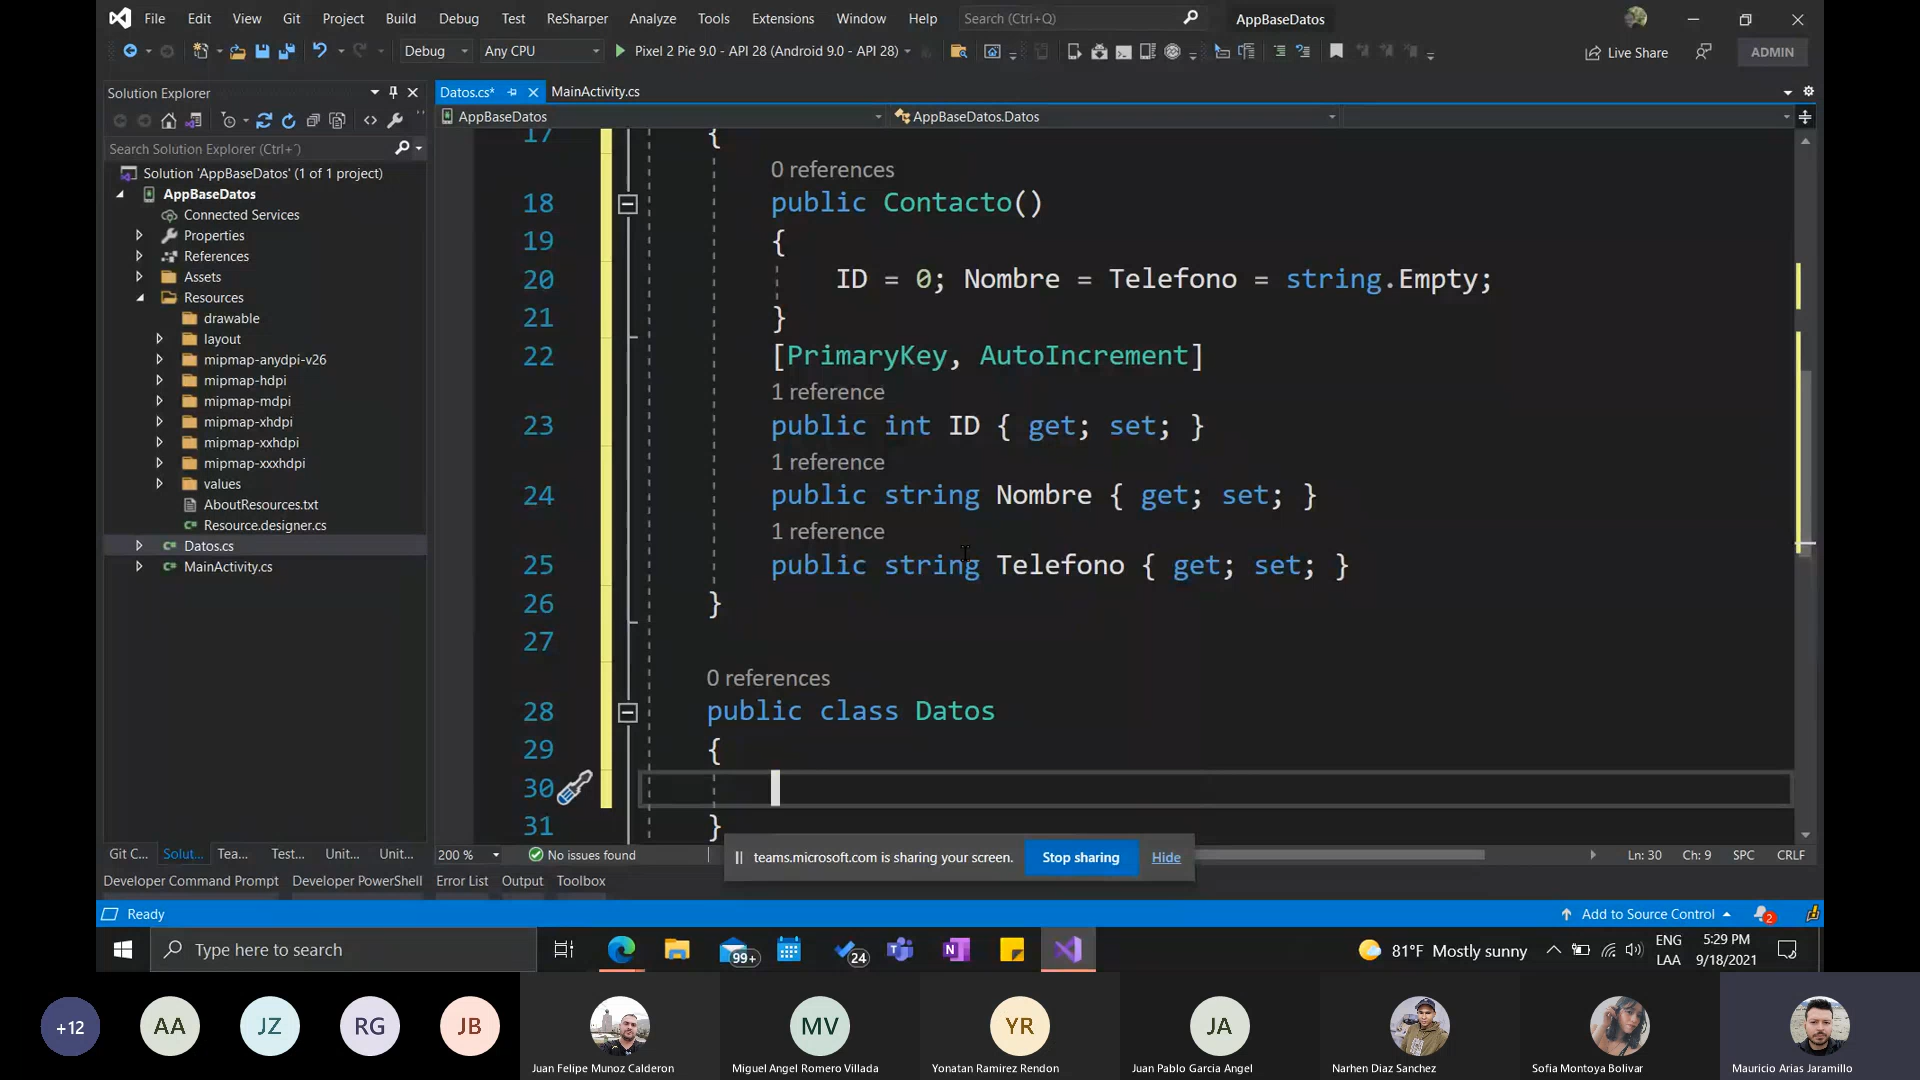 File Edit View Git Project Build Debug Test ReSharper Analyze Tools Extensions Window Help Search (Ctrl+Q) AppBaseDatos
Debug Any CPU Pixel 2 Pie 9.0 - API 28 (Android 9.0 - API 28) Live Share ADMIN
Solution Explorer
Search Solution Explorer (Ctrl+¨)
Solution 'AppBaseDatos' (1 of 1 project)
AppBaseDatos
Connected Services
Properties
References
Assets
Resources
drawable
layout
mipmap-anydpi-v26
mipmap-hdpi
mipmap-mdpi
mipmap-xhdpi
mipmap-xxhdpi
mipmap-xxxhdpi
values
AboutResources.txt
Resource.designer.cs
Datos.cs
MainActivity.cs
Git C... Solut... Tea... Test... Unit... Unit...
Datos.cs* MainActivity.cs
AppBaseDatos AppBaseDatos.Datos
17 {
0 references
18 public Contacto()
19 {
20 ID = 0; Nombre = Telefono = string.Empty;
21 }
22 [PrimaryKey, AutoIncrement]
1 reference
23 public int ID { get; set; }
1 reference
24 public string Nombre { get; set; }
1 reference
25 public string Telefono { get; set; }
26 }
27
0 references
28 public class Datos
29 {
30
31 }
200 % No issues found Ln: 30 Ch: 9 SPC CRLF
teams.microsoft.com is sharing your screen. Stop sharing Hide
Developer Command Prompt Developer PowerShell Error List Output Toolbox
Ready Add to Source Control 2
Type here to search 99+ 24 81°F Mostly sunny ENG LAA 5:29 PM 9/18/2021
+12 AA JZ RG JB MV YR JA
Juan Felipe Munoz Calderon Miguel Angel Romero Villada Yonatan Ramirez Rendon Juan Pablo Garcia Angel Narhen Diaz Sanchez Sofia Montoya Bolivar Mauricio Arias Jaramillo